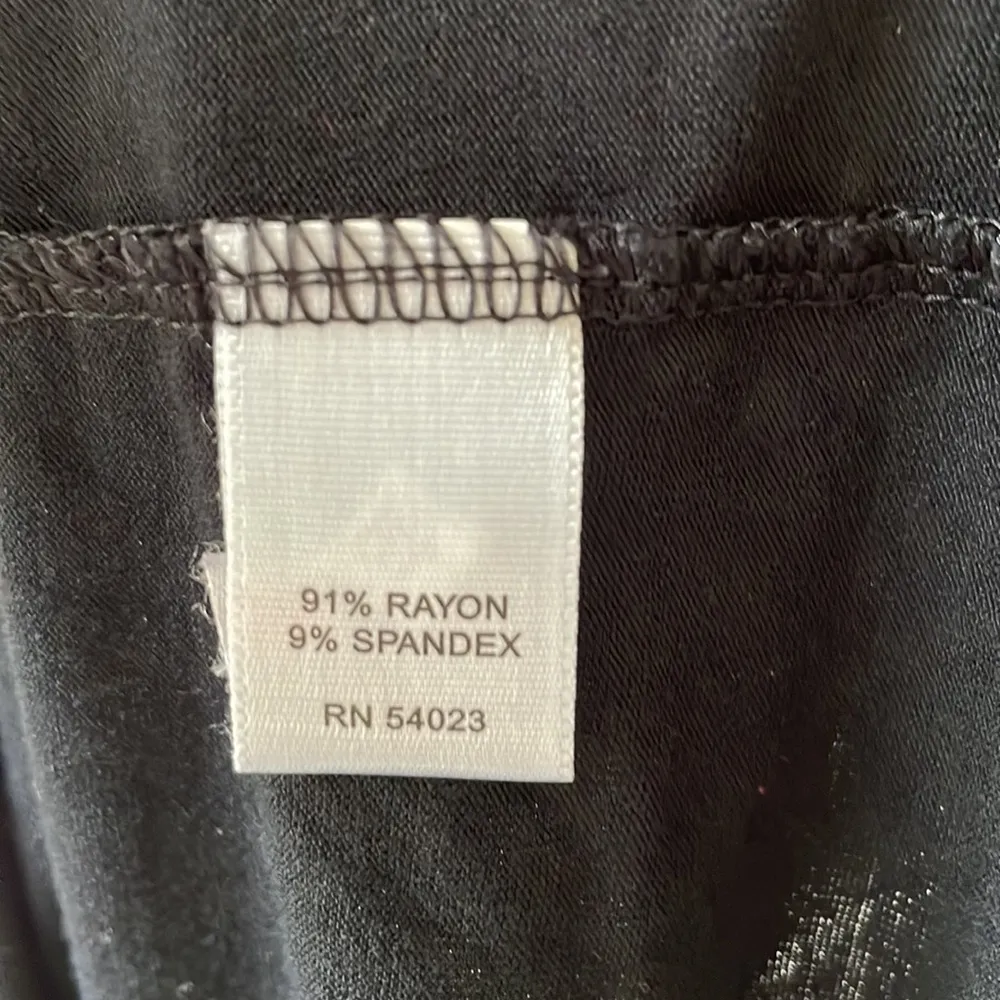 91% RAYON
9% SPANDEX
RN 54023